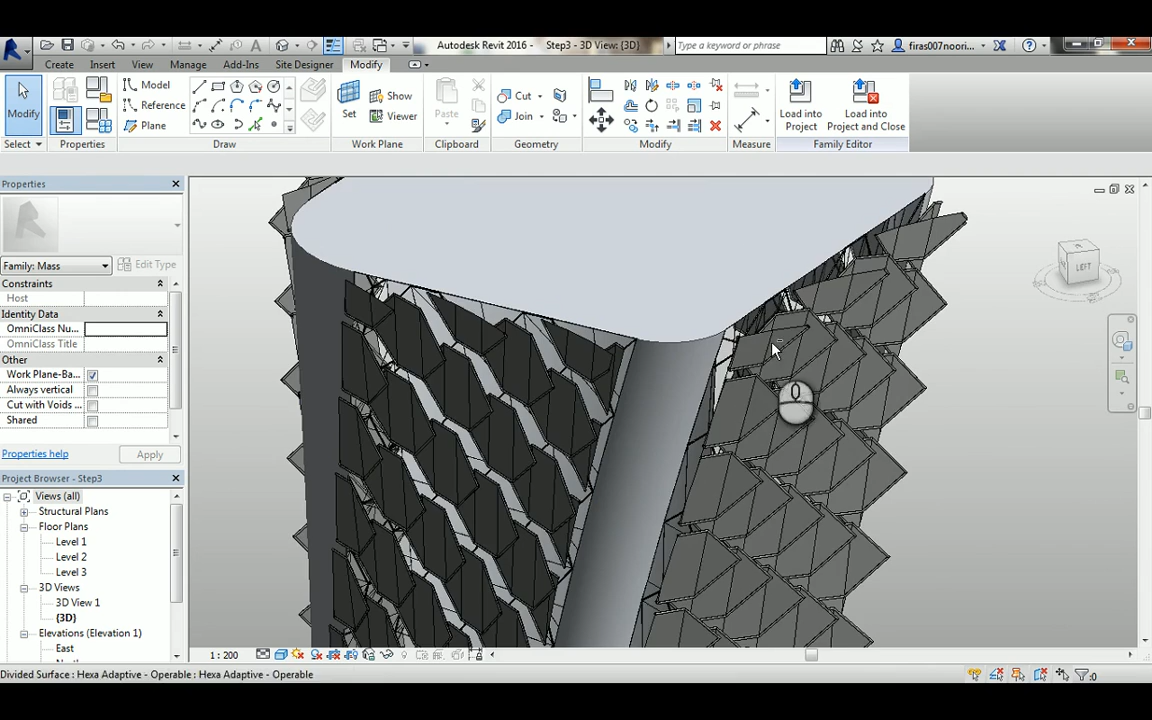 Autodesk Revit 2016 - Step3 - 3D View: {3D}
Type a keyword or phrase
firas007noori...
Create Insert View Manage Add-Ins Site Designer Modify
Modify
Select
Properties
Model
Reference
Plane
Draw
Set
Show
Viewer
Work Plane
Paste
Clipboard
Cut
Join
Geometry
Modify
Measure
Load into
Project
Load into
Project and Close
Family Editor
Properties
Family: Mass
Edit Type
Constraints
Host
Identity Data
OmniClass Nu...
OmniClass Title
Other
Work Plane-Ba...
Always vertical
Cut with Voids ...
Shared
Properties help
Apply
Project Browser - Step3
Views (all)
Structural Plans
Floor Plans
Level 1
Level 2
Level 3
3D Views
3D View 1
{3D}
Elevations (Elevation 1)
East
LEFT
0
1 : 200
Divided Surface : Hexa Adaptive - Operable : Hexa Adaptive - Operable
:0